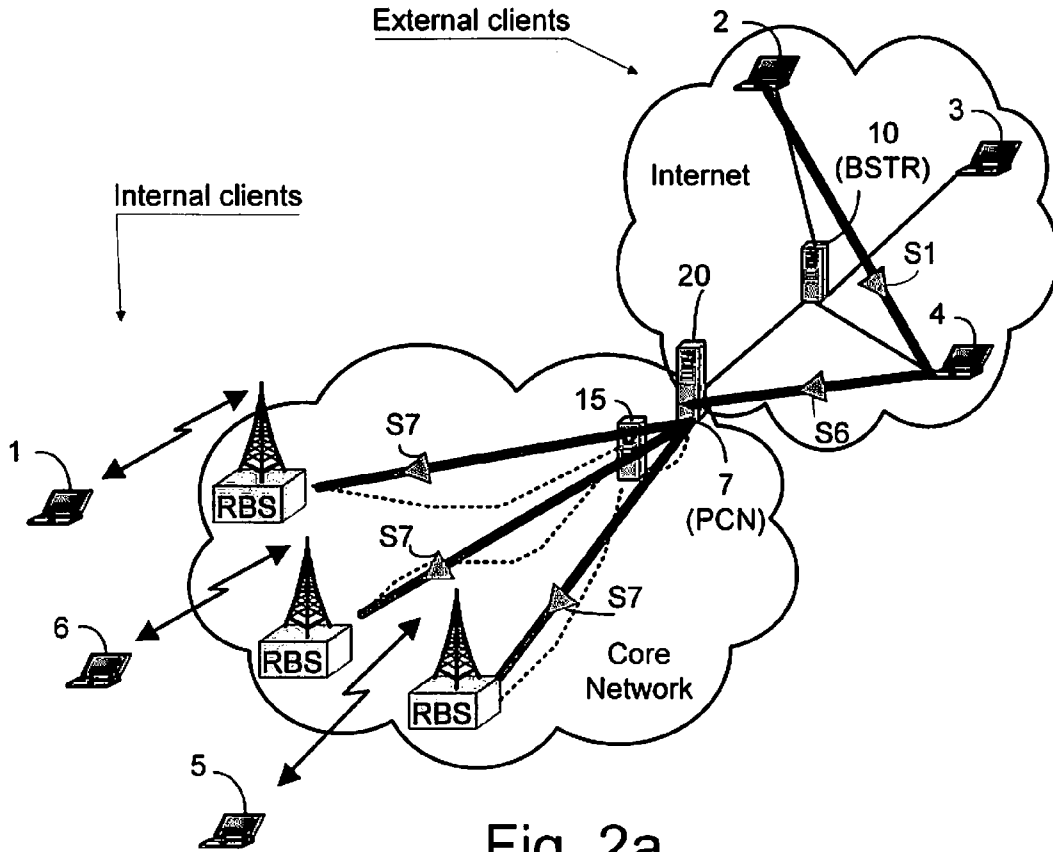 External clients
2
3
10
(BSTR)
Internet
Internal clients
S1
20
4
15
S7
S6
1
7
(PCN)
RBS
S7
S7
6
RBS
Core
Network
RBS
5
Fig. 2a